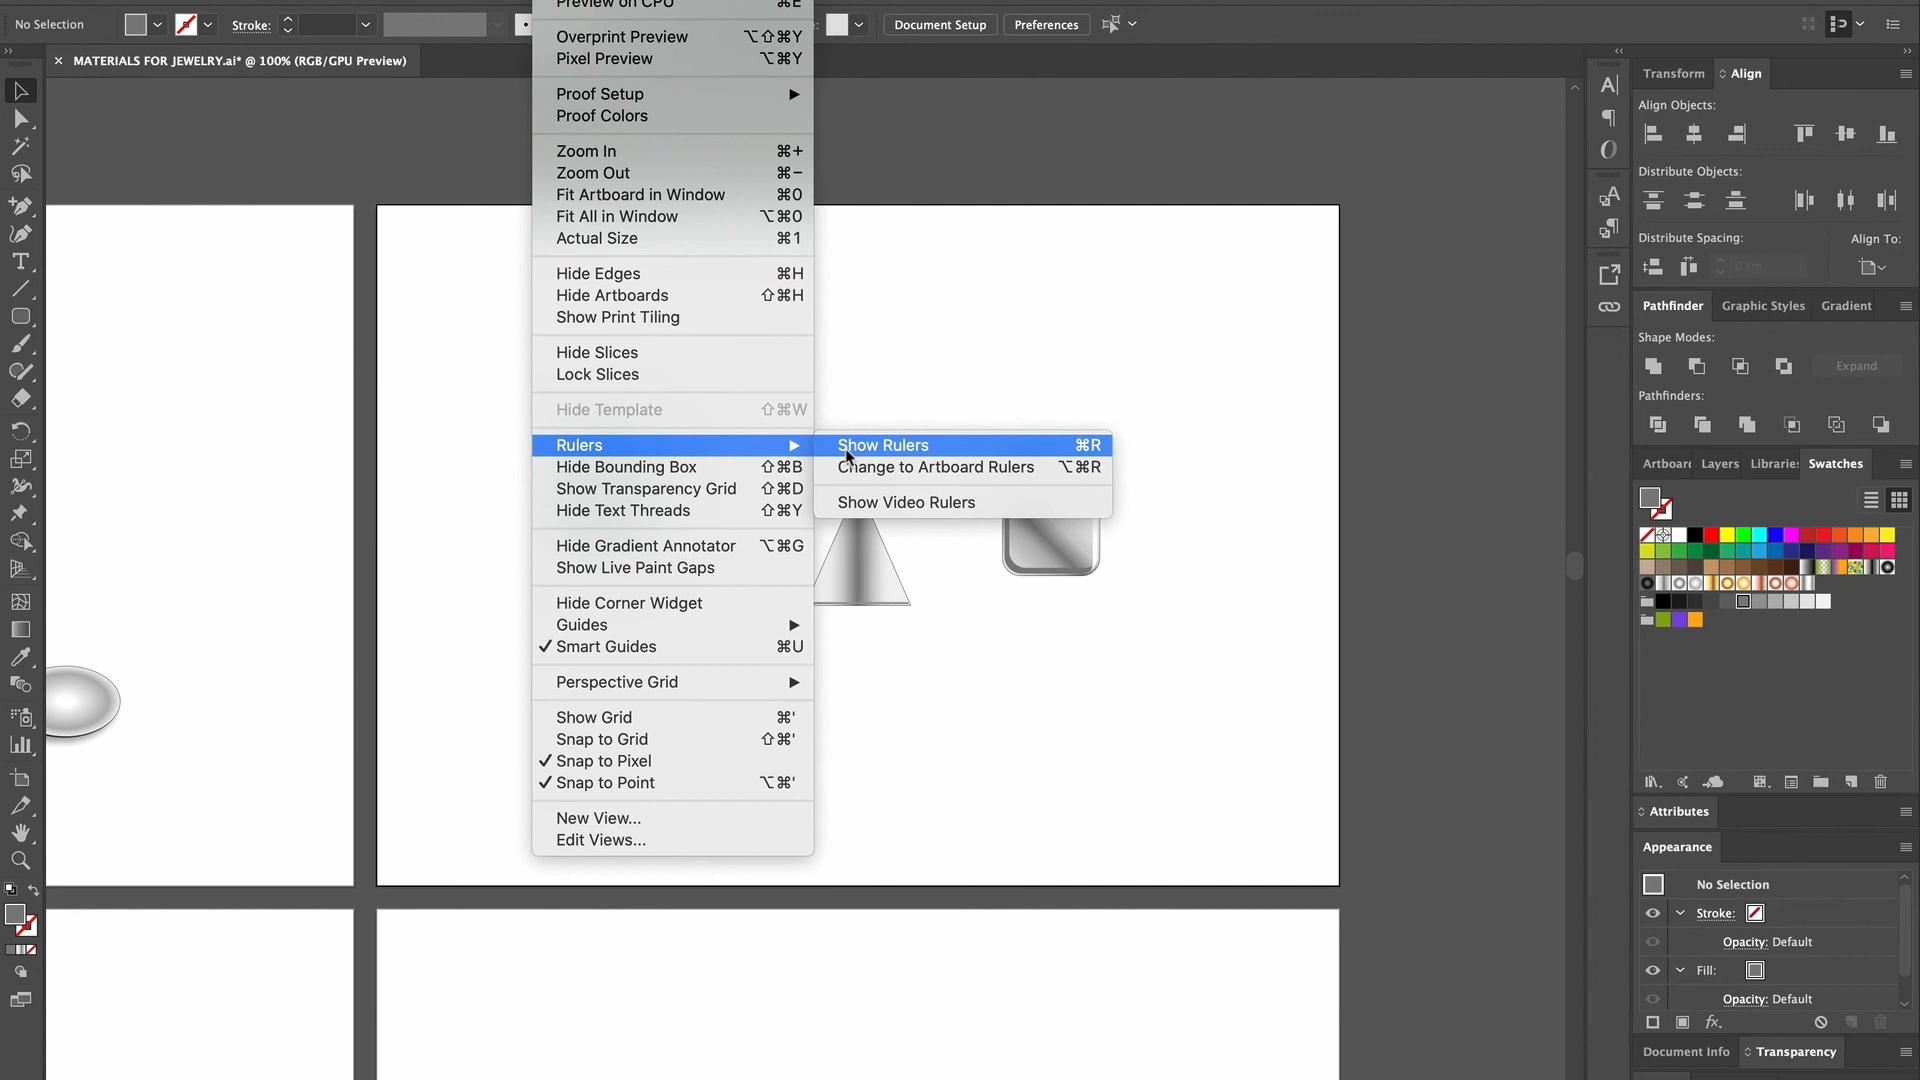 No Selection
Stroke:
Document Setup
Preferences
MATERIALS FOR JEWELRY.ai* @ 100% (RGB/GPU Preview)
Preview on CPU ⌘E
Overprint Preview ⌥⇧⌘Y
Pixel Preview ⌥⌘Y
Proof Setup
Proof Colors
Zoom In ⌘+
Zoom Out ⌘−
Fit Artboard in Window ⌘0
Fit All in Window ⌥⌘0
Actual Size ⌘1
Hide Edges ⌘H
Hide Artboards ⇧⌘H
Show Print Tiling
Hide Slices
Lock Slices
Hide Template ⇧⌘W
Rulers
Hide Bounding Box ⇧⌘B
Show Transparency Grid ⇧⌘D
Hide Text Threads ⇧⌘Y
Hide Gradient Annotator ⌥⌘G
Show Live Paint Gaps
Hide Corner Widget
Guides
✓ Smart Guides ⌘U
Perspective Grid
Show Grid ⌘'
Snap to Grid ⇧⌘'
✓ Snap to Pixel
✓ Snap to Point ⌥⌘'
New View...
Edit Views...
Show Rulers ⌘R
Change to Artboard Rulers ⌥⌘R
Show Video Rulers
Transform Align
Align Objects:
Distribute Objects:
Distribute Spacing: Align To:
0 cm
Pathfinder Graphic Styles Gradient
Shape Modes:
Expand
Pathfinders:
Artboard Layers Libraries Swatches
Attributes
Appearance
No Selection
Stroke:
Opacity: Default
Fill:
Opacity: Default
fx
Document Info Transparency